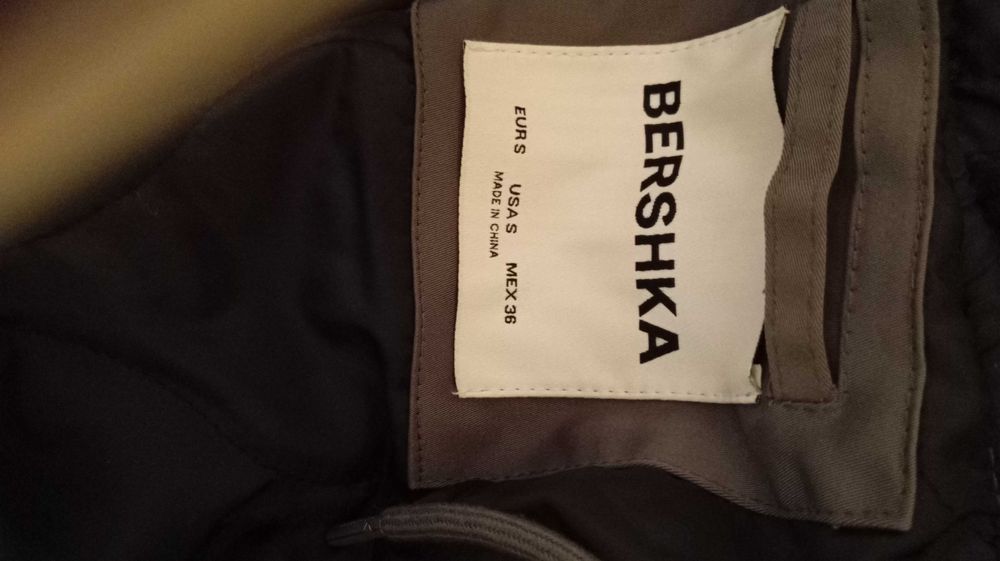 BERSHKA
EUR S USA S MEX 36
MADE IN CHINA